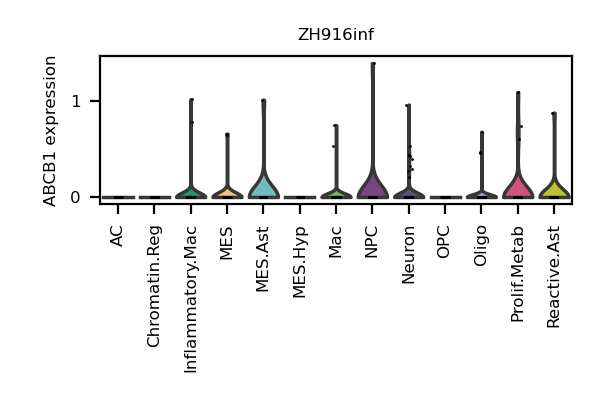 ZH916inf
ABCB1 expression
1
0
AC
Chromatin.Reg
Inflammatory.Mac
MES
MES.Ast
MES.Hyp
Mac
NPC
Neuron
OPC
Oligo
Prolif.Metab
Reactive.Ast